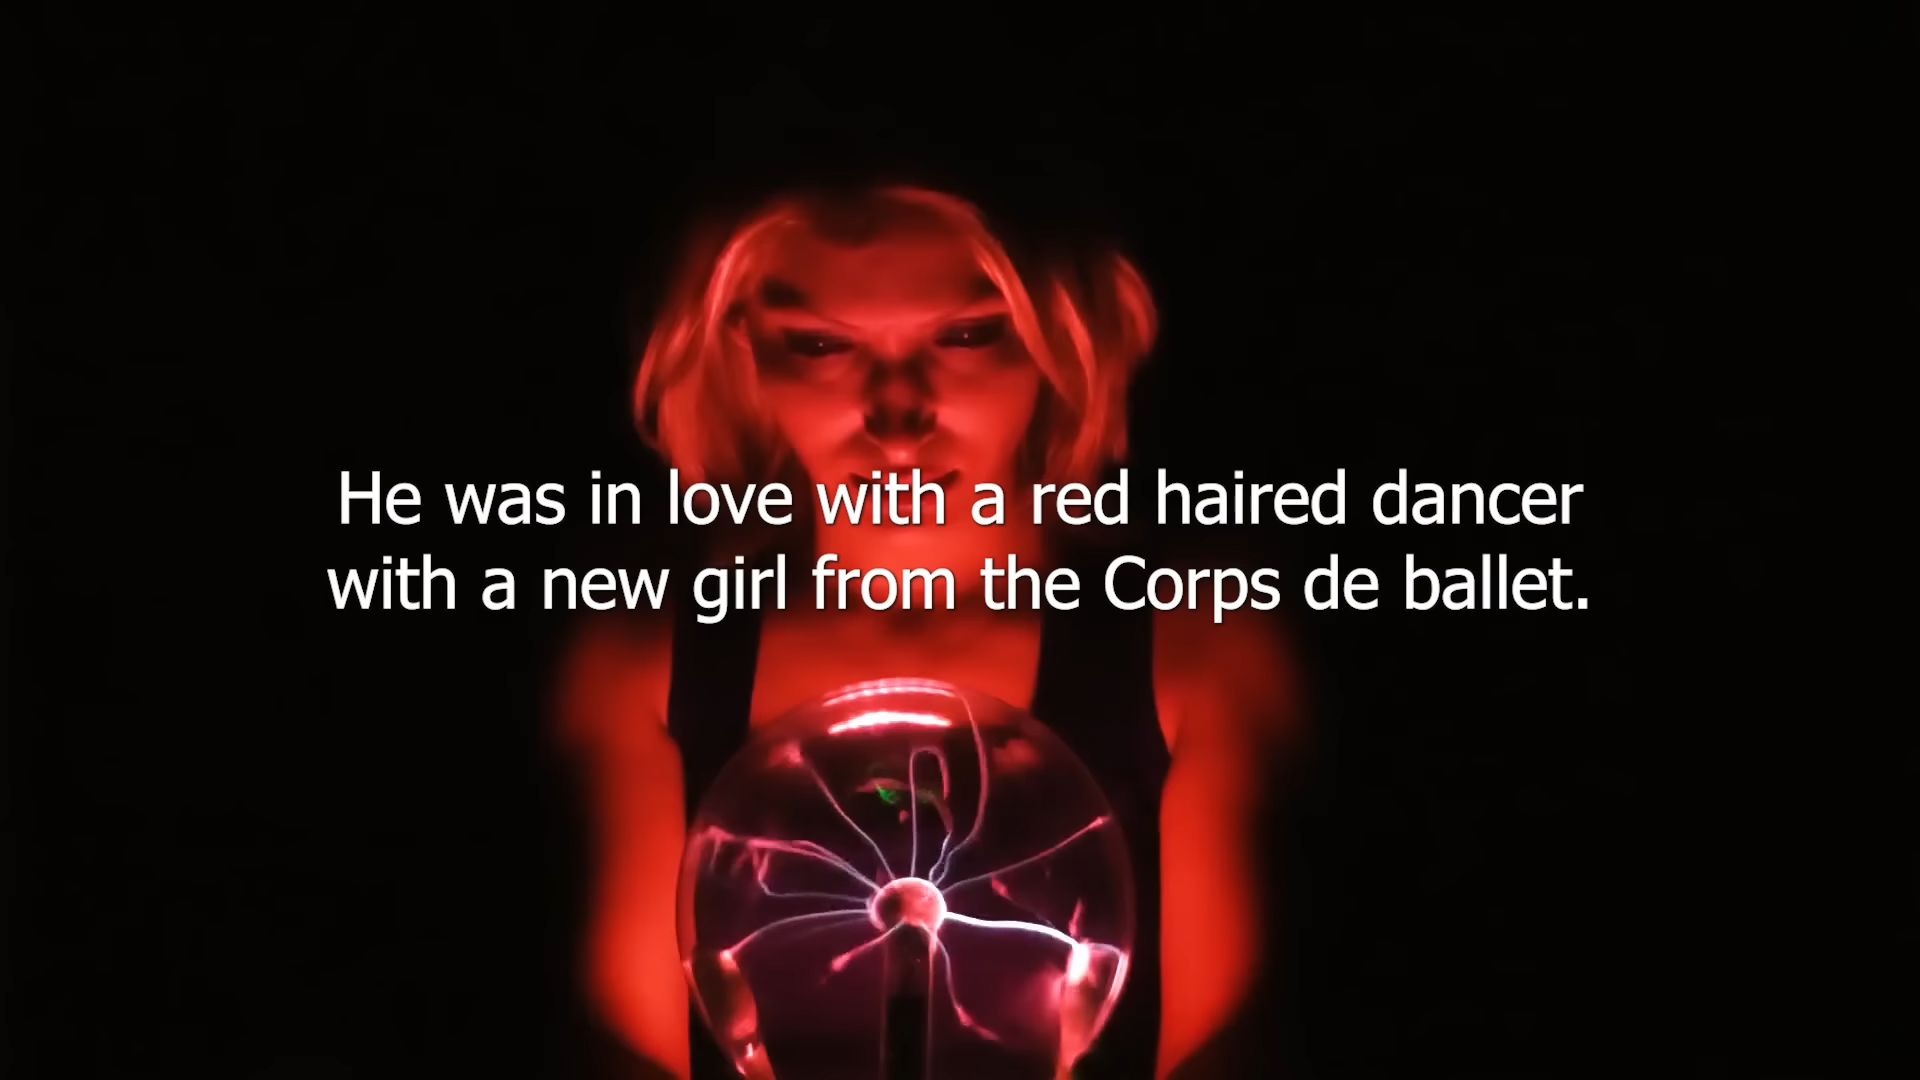 He was in love with a red haired dancer
with a new girl from the Corps de ballet.